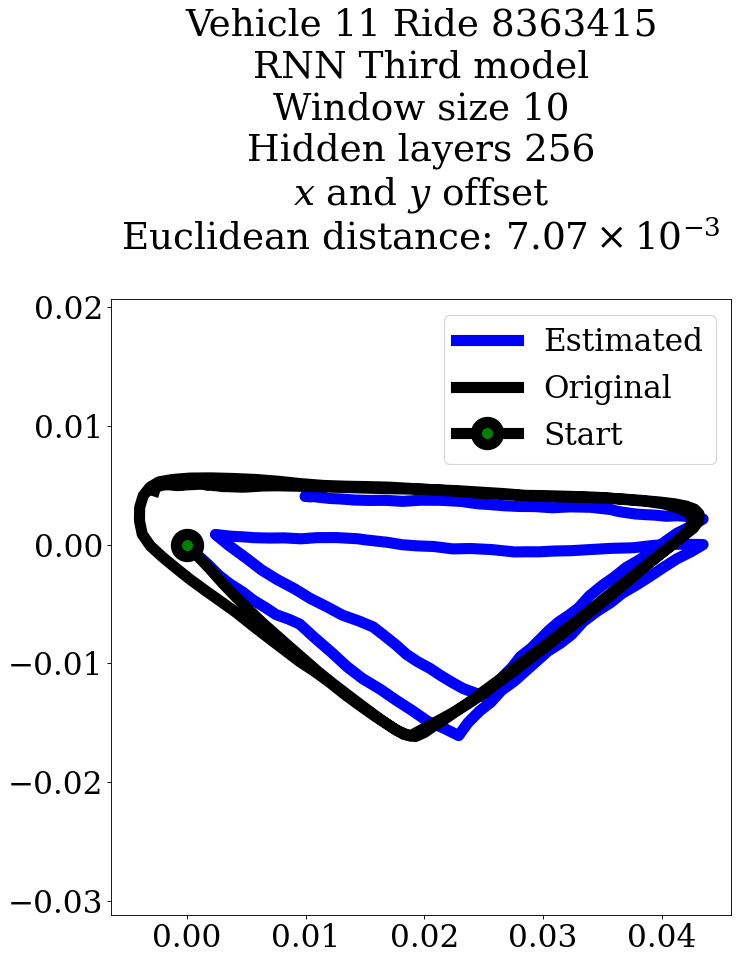 Vehicle 11 Ride 8363415
RNN Third model
Window size 10
Hidden layers 256
x and y offset
Euclidean distance: 7.07 × 10⁻³
0.02
0.01
0.00
−0.01
−0.02
−0.03
Estimated
Original
Start
0.00 0.01 0.02 0.03 0.04